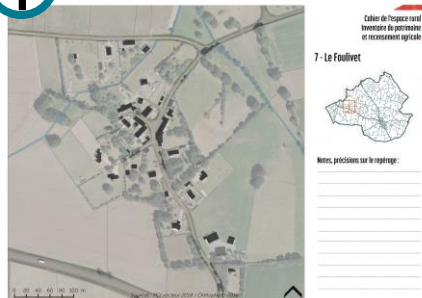 Cahier de l'espace rural
Inventaire du patrimoine
et recensement agricole
7 - Le Foulivet
Notes, précisions sur le repérage :
0 20 40 60 80 100 m